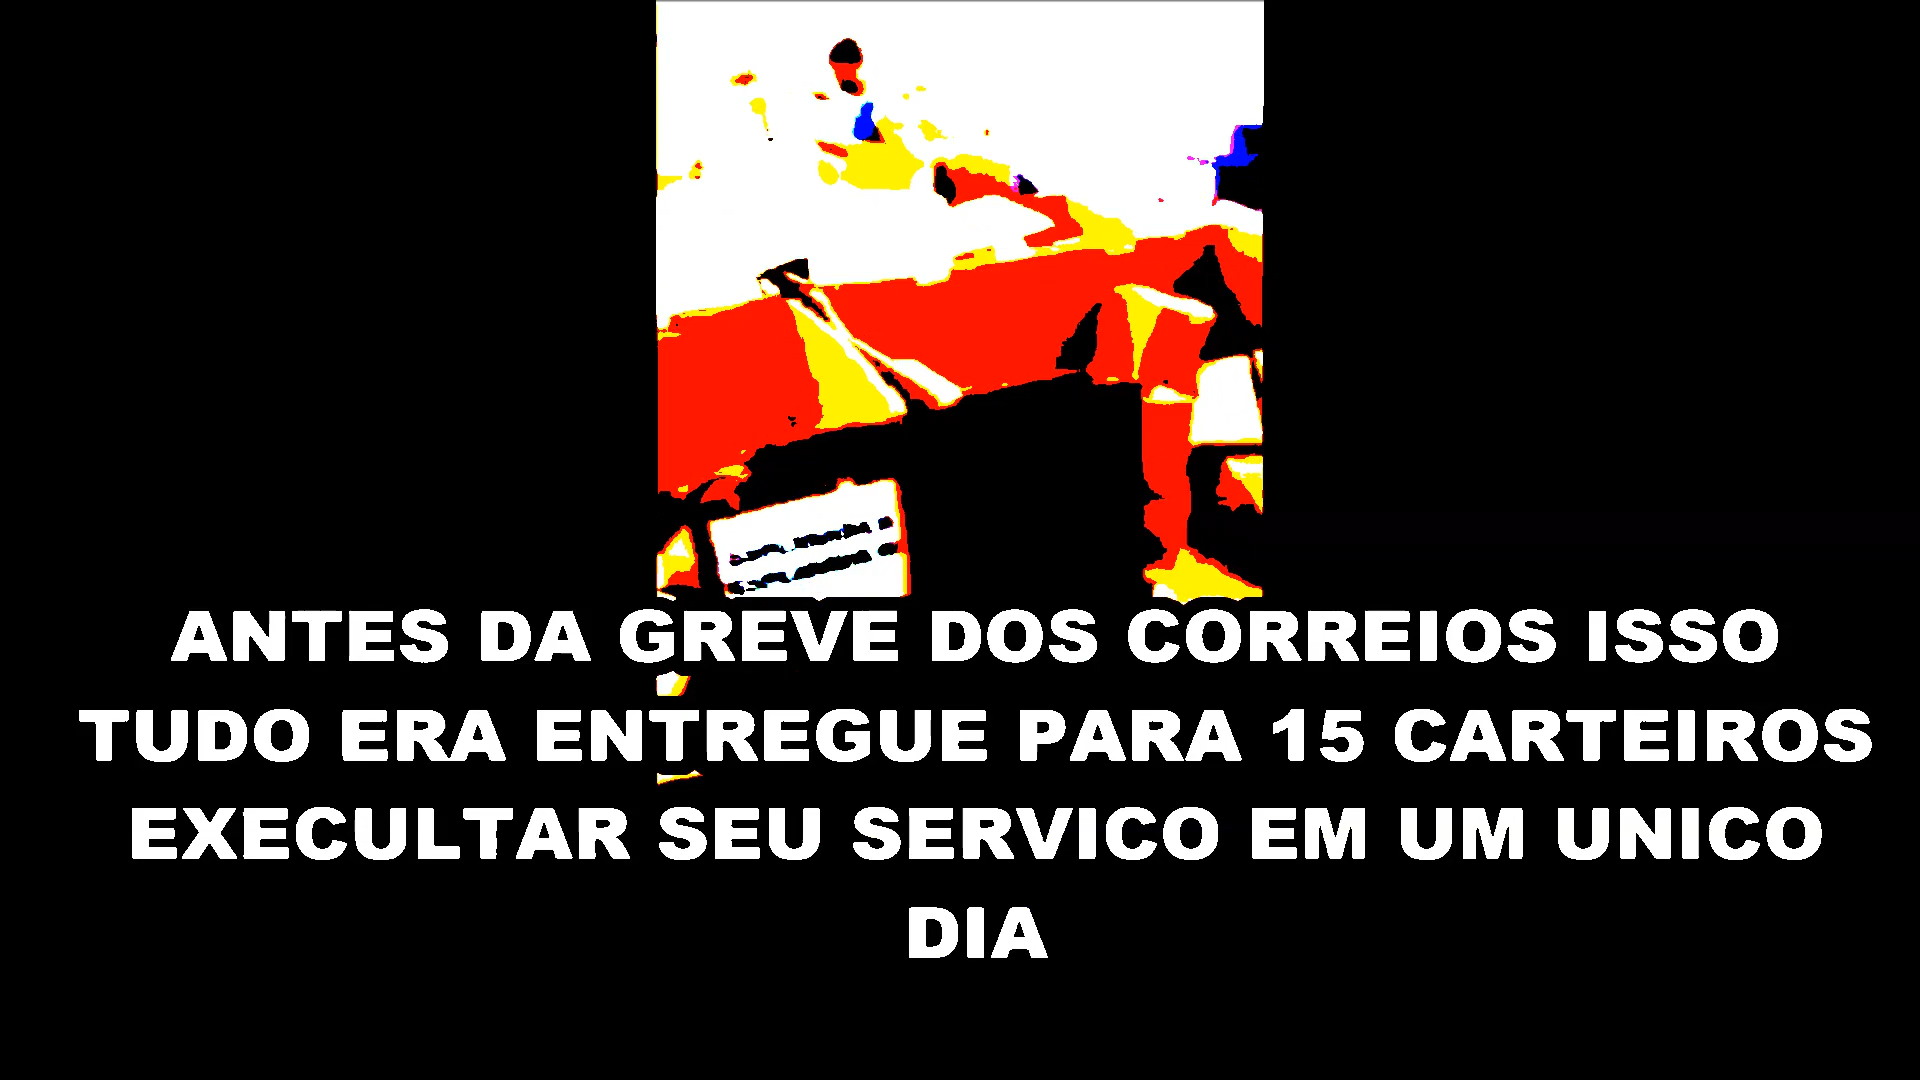 ANTES DA GREVE DOS CORREIOS ISSO
TUDO ERA ENTREGUE PARA 15 CARTEIROS
EXECULTAR SEU SERVICO EM UM UNICO
DIA